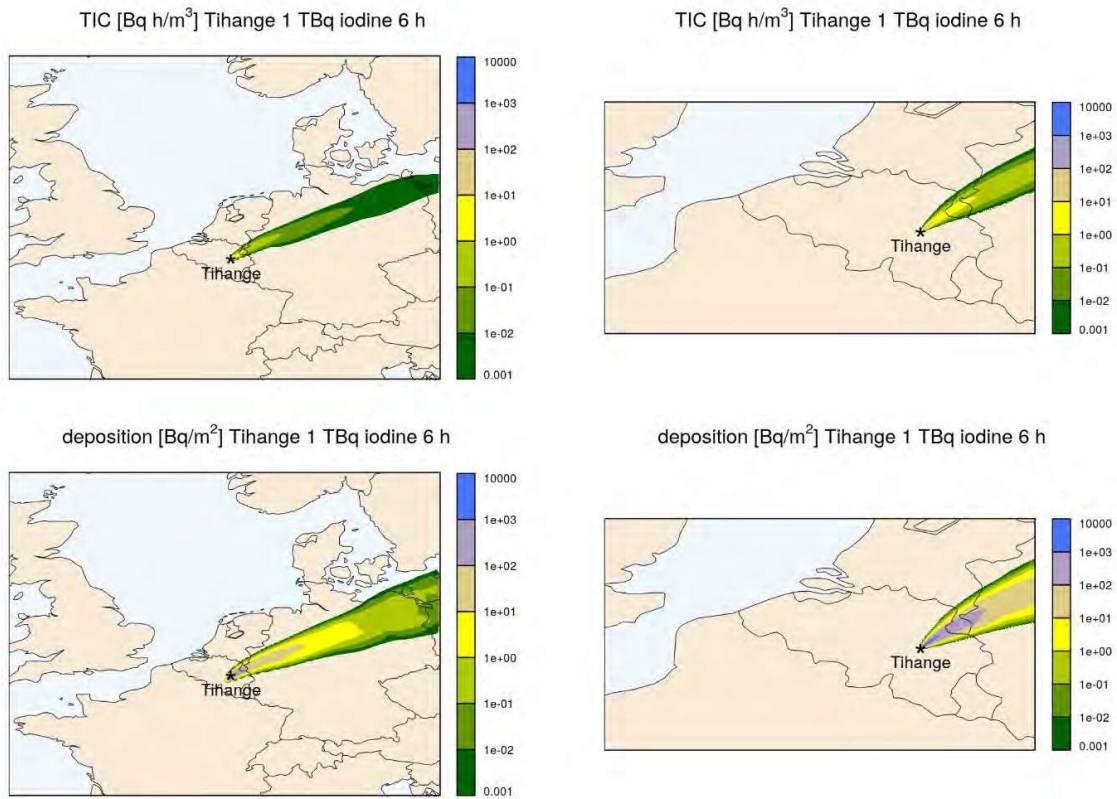 TIC [Bq h/m³] Tihange 1 TBq iodine 6 h
10000
1e+03
1e+02
1e+01
1e+00
1e-01
1e-02
0.001
Tihange
TIC [Bq h/m³] Tihange 1 TBq iodine 6 h
10000
1e+03
1e+02
1e+01
1e+00
1e-01
1e-02
0.001
Tihange
deposition [Bq/m²] Tihange 1 TBq iodine 6 h
10000
1e+03
1e+02
1e+01
1e+00
1e-01
1e-02
0.001
Tihange
deposition [Bq/m²] Tihange 1 TBq iodine 6 h
10000
1e+03
1e+02
1e+01
1e+00
1e-01
1e-02
0.001
Tihange